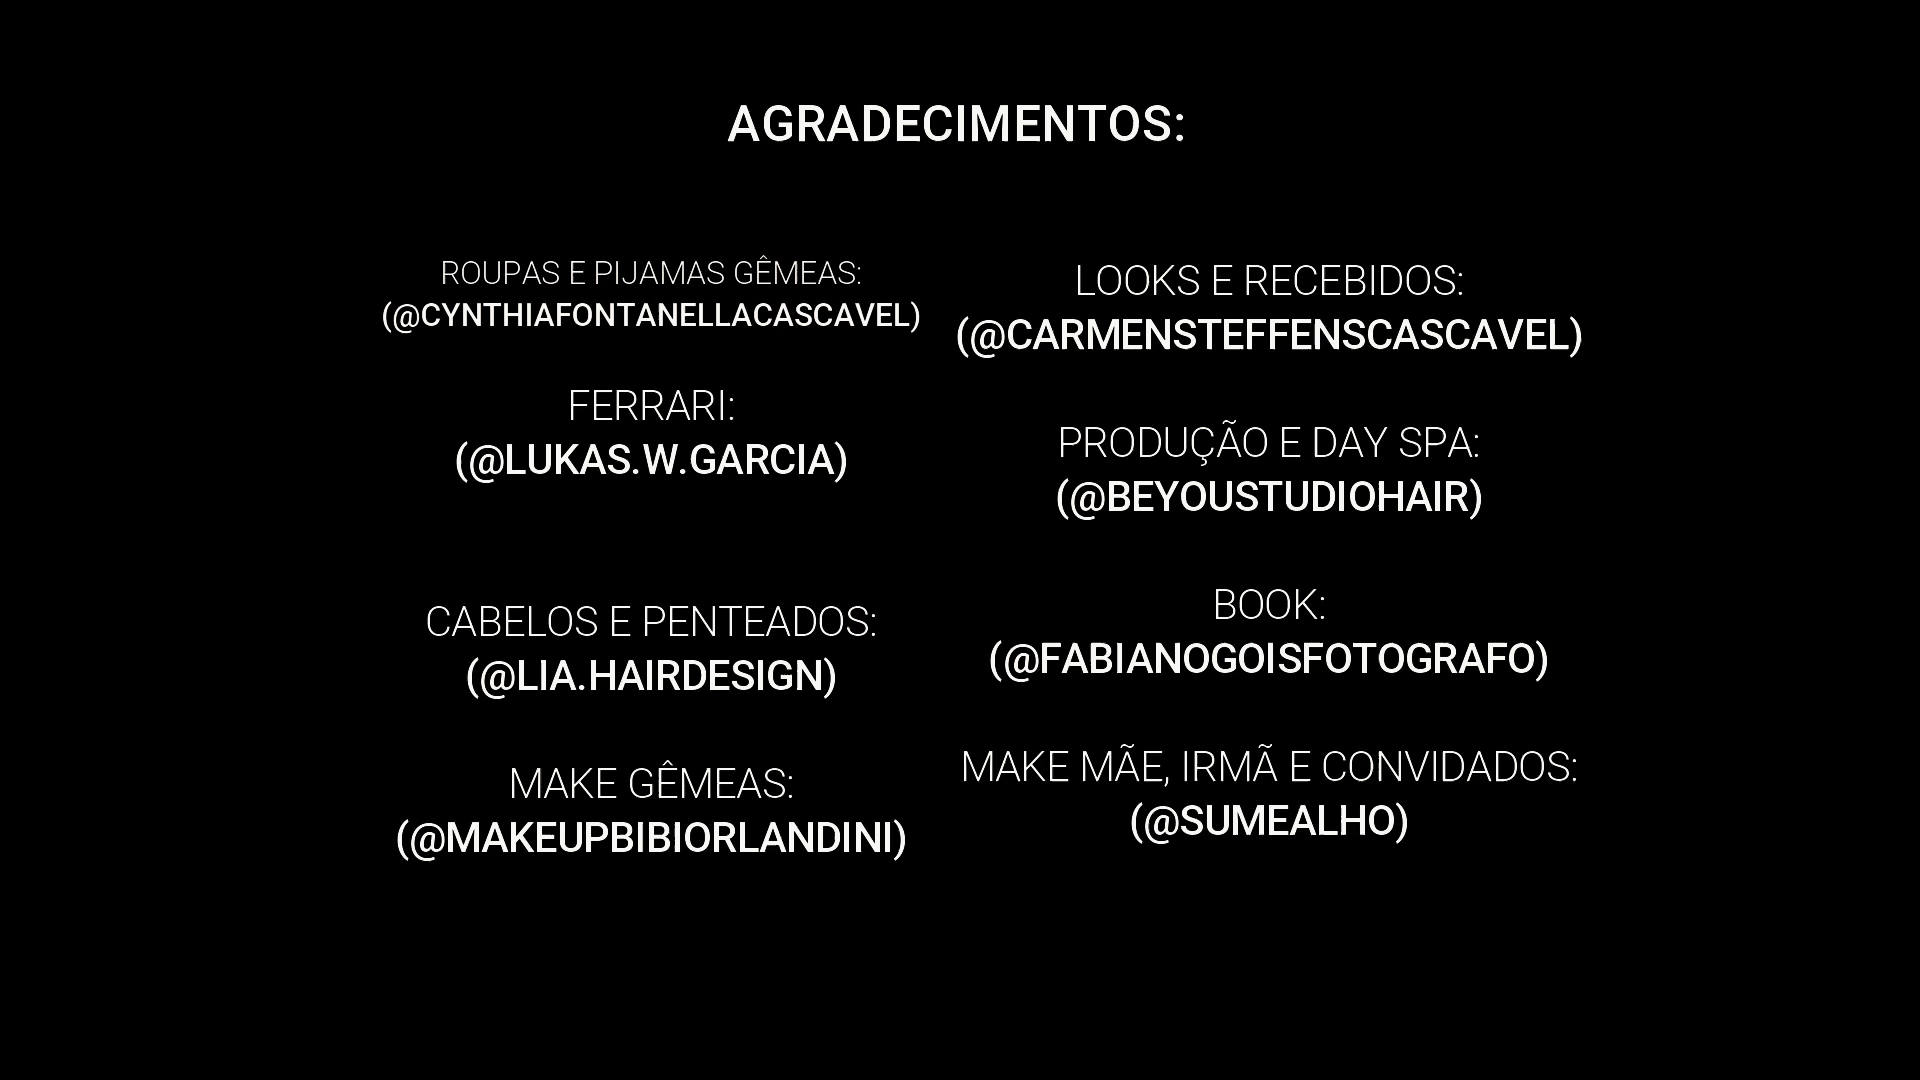 AGRADECIMENTOS:
ROUPAS E PIJAMAS GÊMEAS:
(@CYNTHIAFONTANELLACASCAVEL)
FERRARI:
(@LUKAS.W.GARCIA)
CABELOS E PENTEADOS:
(@LIA.HAIRDESIGN)
MAKE GÊMEAS:
(@MAKEUPBIBIORLANDINI)
LOOKS E RECEBIDOS:
(@CARMENSTEFFENSCASCAVEL)
PRODUÇÃO E DAY SPA:
(@BEYOUSTUDIOHAIR)
BOOK:
(@FABIANOGOISFOTOGRAFO)
MAKE MÃE, IRMÃ E CONVIDADOS:
(@SUMEALHO)